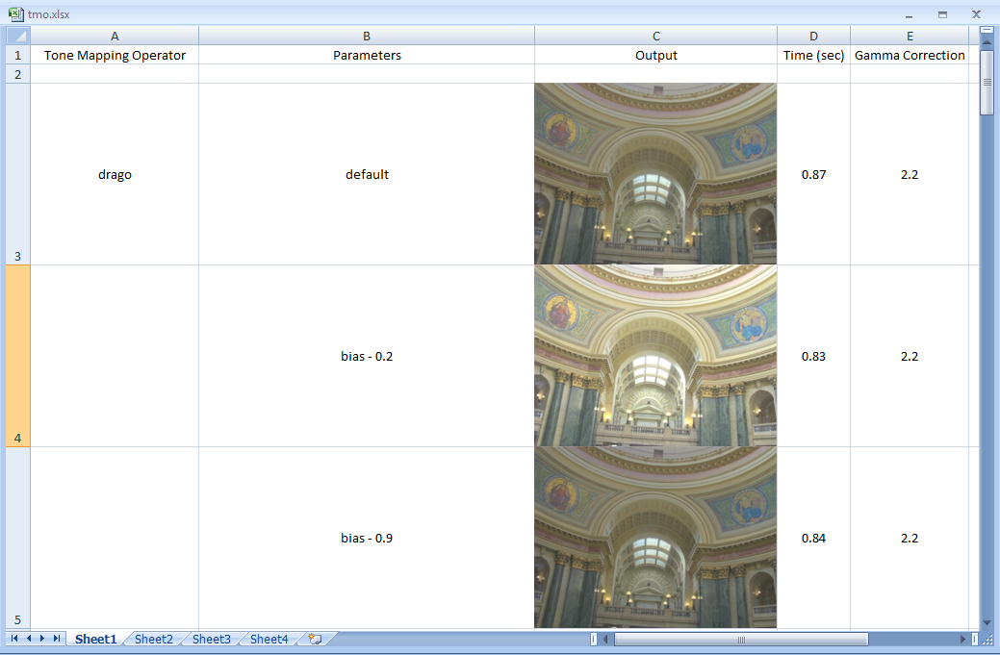 tmo.xlsx
A B C D E
1 Tone Mapping Operator Parameters Output Time (sec) Gamma Correction
2
3 drago default 0.87 2.2
4 bias - 0.2 0.83 2.2
5 bias - 0.9 0.84 2.2
Sheet1 Sheet2 Sheet3 Sheet4